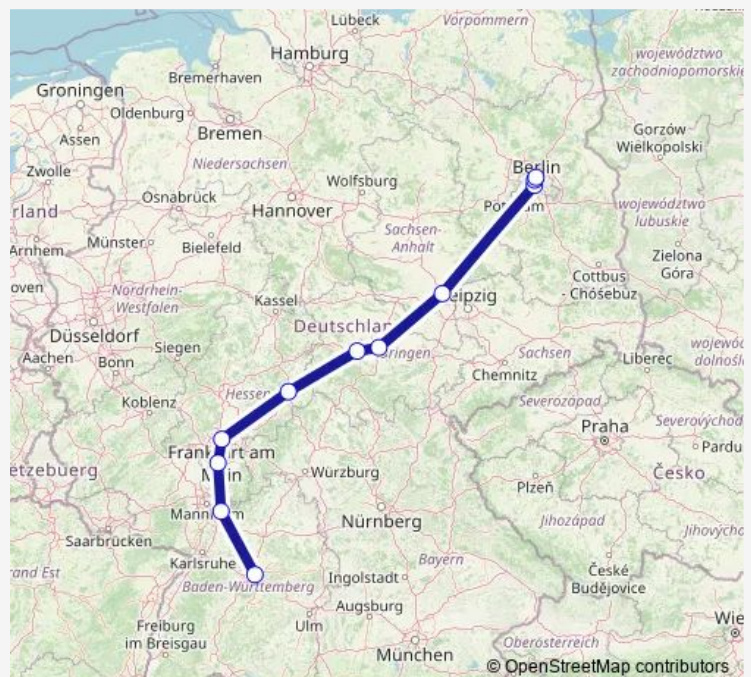 Lübeck
Vorpommern
Hamburg
województwo
zachodniopomorskie
Bremerhaven
Groningen
Oldenburg
Assen
Bremen
Gorzów
Wielkopolski
Zwolle
Niedersachsen
Berlin
Wolfsburg
Osnabrück
Hannover
województwo
lubuskie
Sachsen-
Anhalt
Münster
Bielefeld
Arnhem
Zielona
Góra
Cottbus
- Chóśebuz
Nordrhein-
Westfalen
Kassel
Düsseldorf
Siegen
Aachen
Bonn
Sachsen
Liberec
Chemnitz
Koblenz
Hessen
Severozápad
Praha
Frankfurt am
Main
Würzburg
Plzeň
Česko
Mannheim
Nürnberg
Jihozápad
Saarbrücken
Karlsruhe
Bayern
České
Budějovice
Baden-Württemberg
Ingolstadt
Augsburg
Ulm
Freiburg
im Breisgau
München
Oberösterreich
© OpenStreetMap contributors